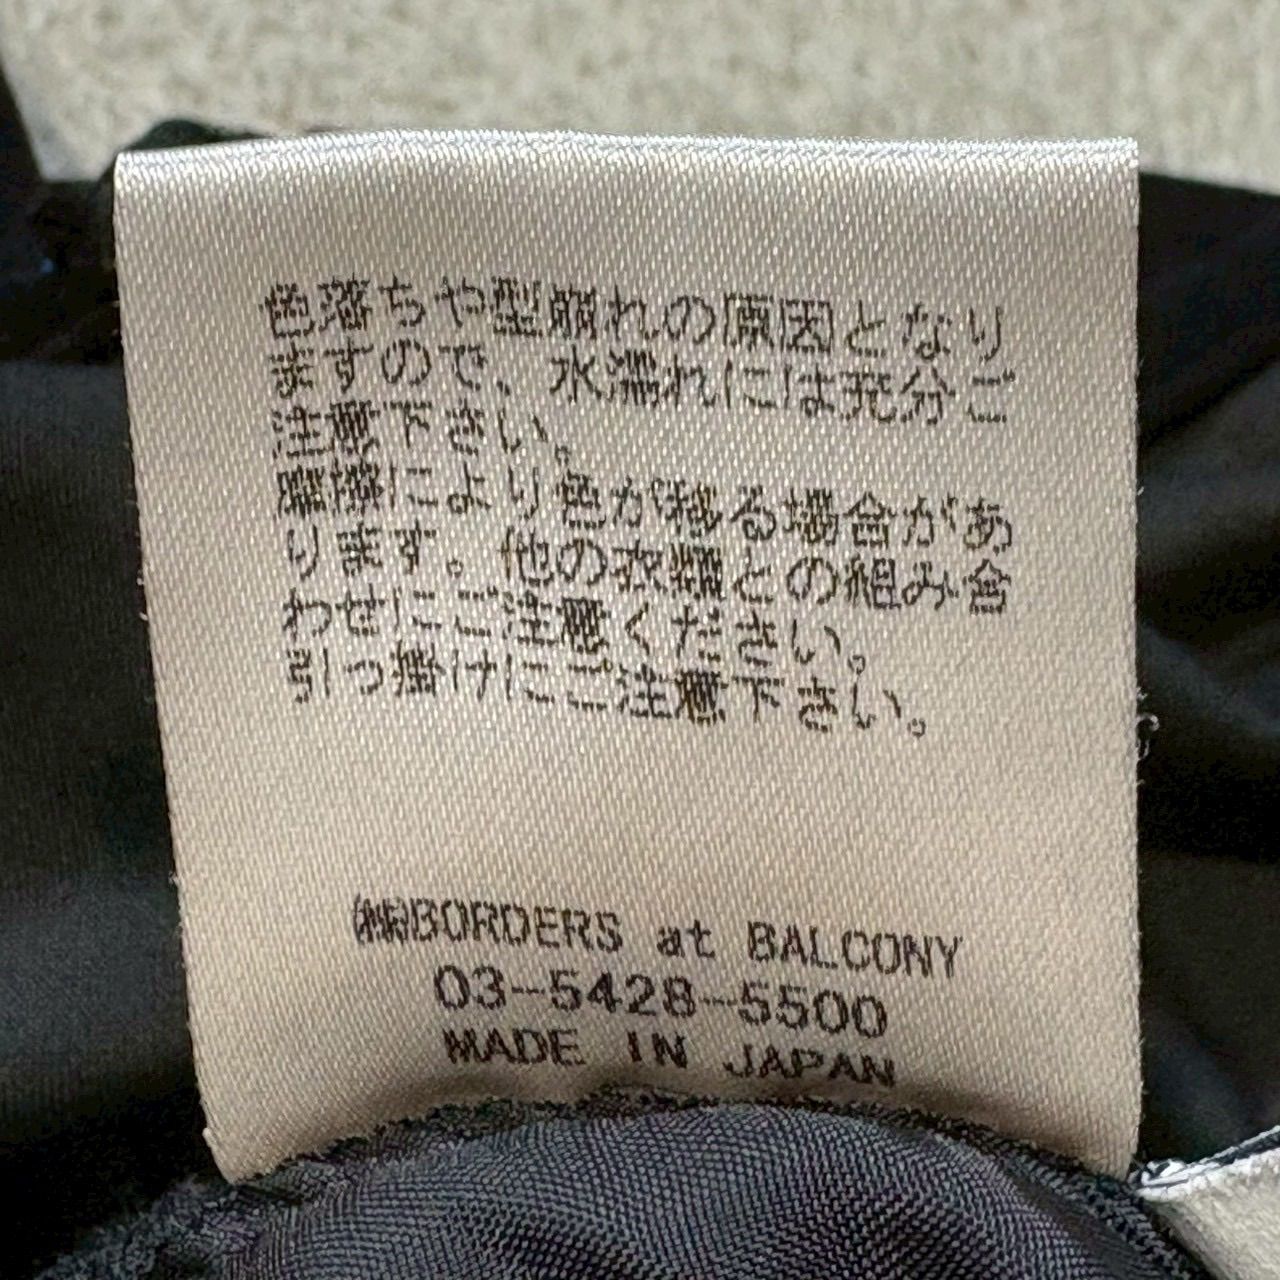 色落ちや型崩れの原因となり
ますので、水濡れには充分ご
注意下さい。
摩擦により色が移る場合があ
ります。他の衣類との組み合
わせにご注意ください。
引っ掛けにご注意下さい。
㈱BORDERS at BALCONY
03-5428-5500
MADE IN JAPAN